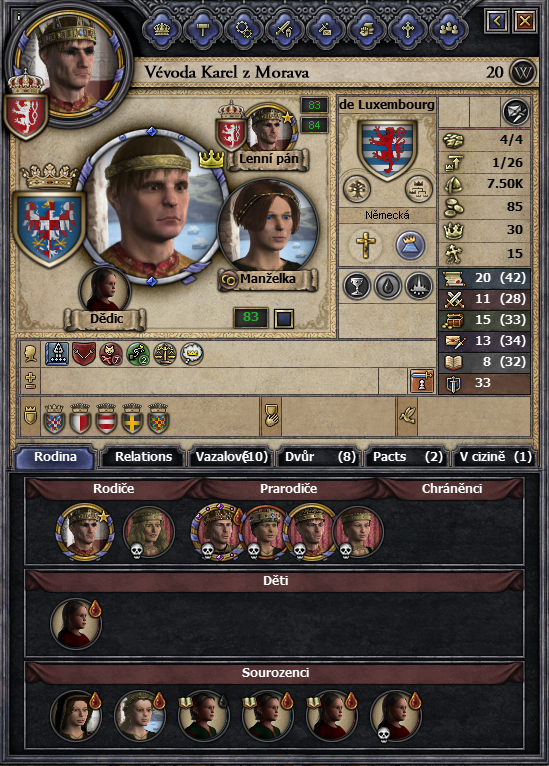 Vévoda Karel z Morava
20
83
84
de Luxembourg
Lenní pán
4/4
1/26
7.50K
Německá
85
30
15
Manželka
Dědic
83
20 (42)
11 (28)
15 (33)
13 (34)
8 (32)
33
7
2
Rodina
Relations
Vazalové (10)
Dvůr (8)
Pacts (2)
V cizině (1)
Rodiče
Prarodiče
Chráněnci
Děti
Sourozenci